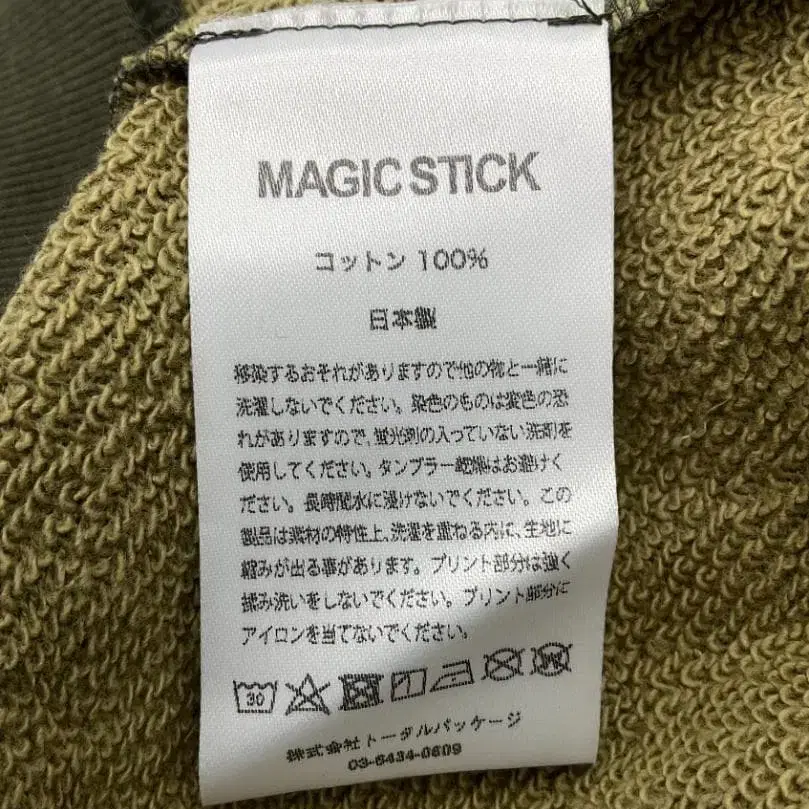 MAGIC STICK
コットン 100%
日本製
移染するおそれがありますので他の物と一緒に
洗濯しないでください。染色のものは変色の恐
れがありますので、蛍光剤の入っていない洗剤を
使用してください。タンブラー乾燥はお避けく
ださい。長時間水に浸けないでください。この
製品は素材の特性上、洗濯を重ねる内に、生地に
縮みが出る事があります。プリント部分は強く
揉み洗いをしないでください。プリント部分に
アイロンを当てないでください。
30
株式会社トータルパッケージ
03-5434-0609